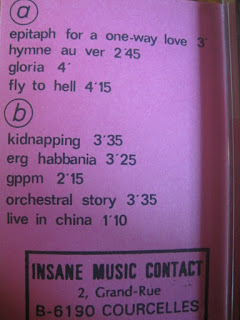 a
epitaph for a one-way love 3'
hymne au ver 2'45
gloria 4'
fly to hell 4'15
b
kidnapping 3'35
erg habbania 3'25
gppm 2'15
orchestral story 3'35
live in china 1'10
INSANE MUSIC CONTACT
2, Grand-Rue
B-6190 COURCELLES